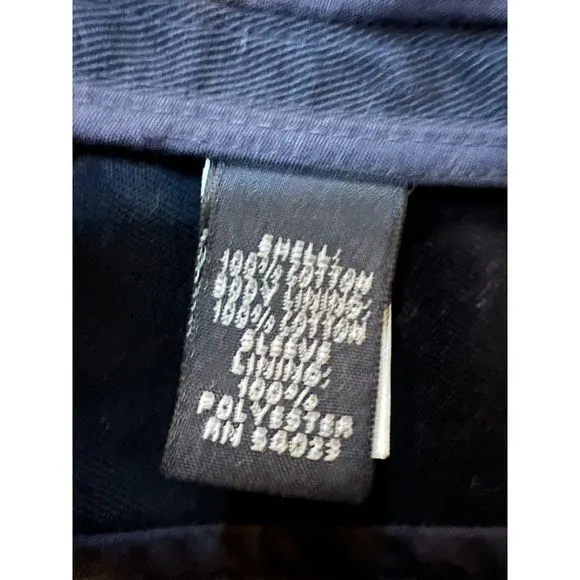 SHELL:
100% COTTON
BODY LINING:
100% COTTON
SLEEVE
LINING:
100%
POLYESTER
RN 54023